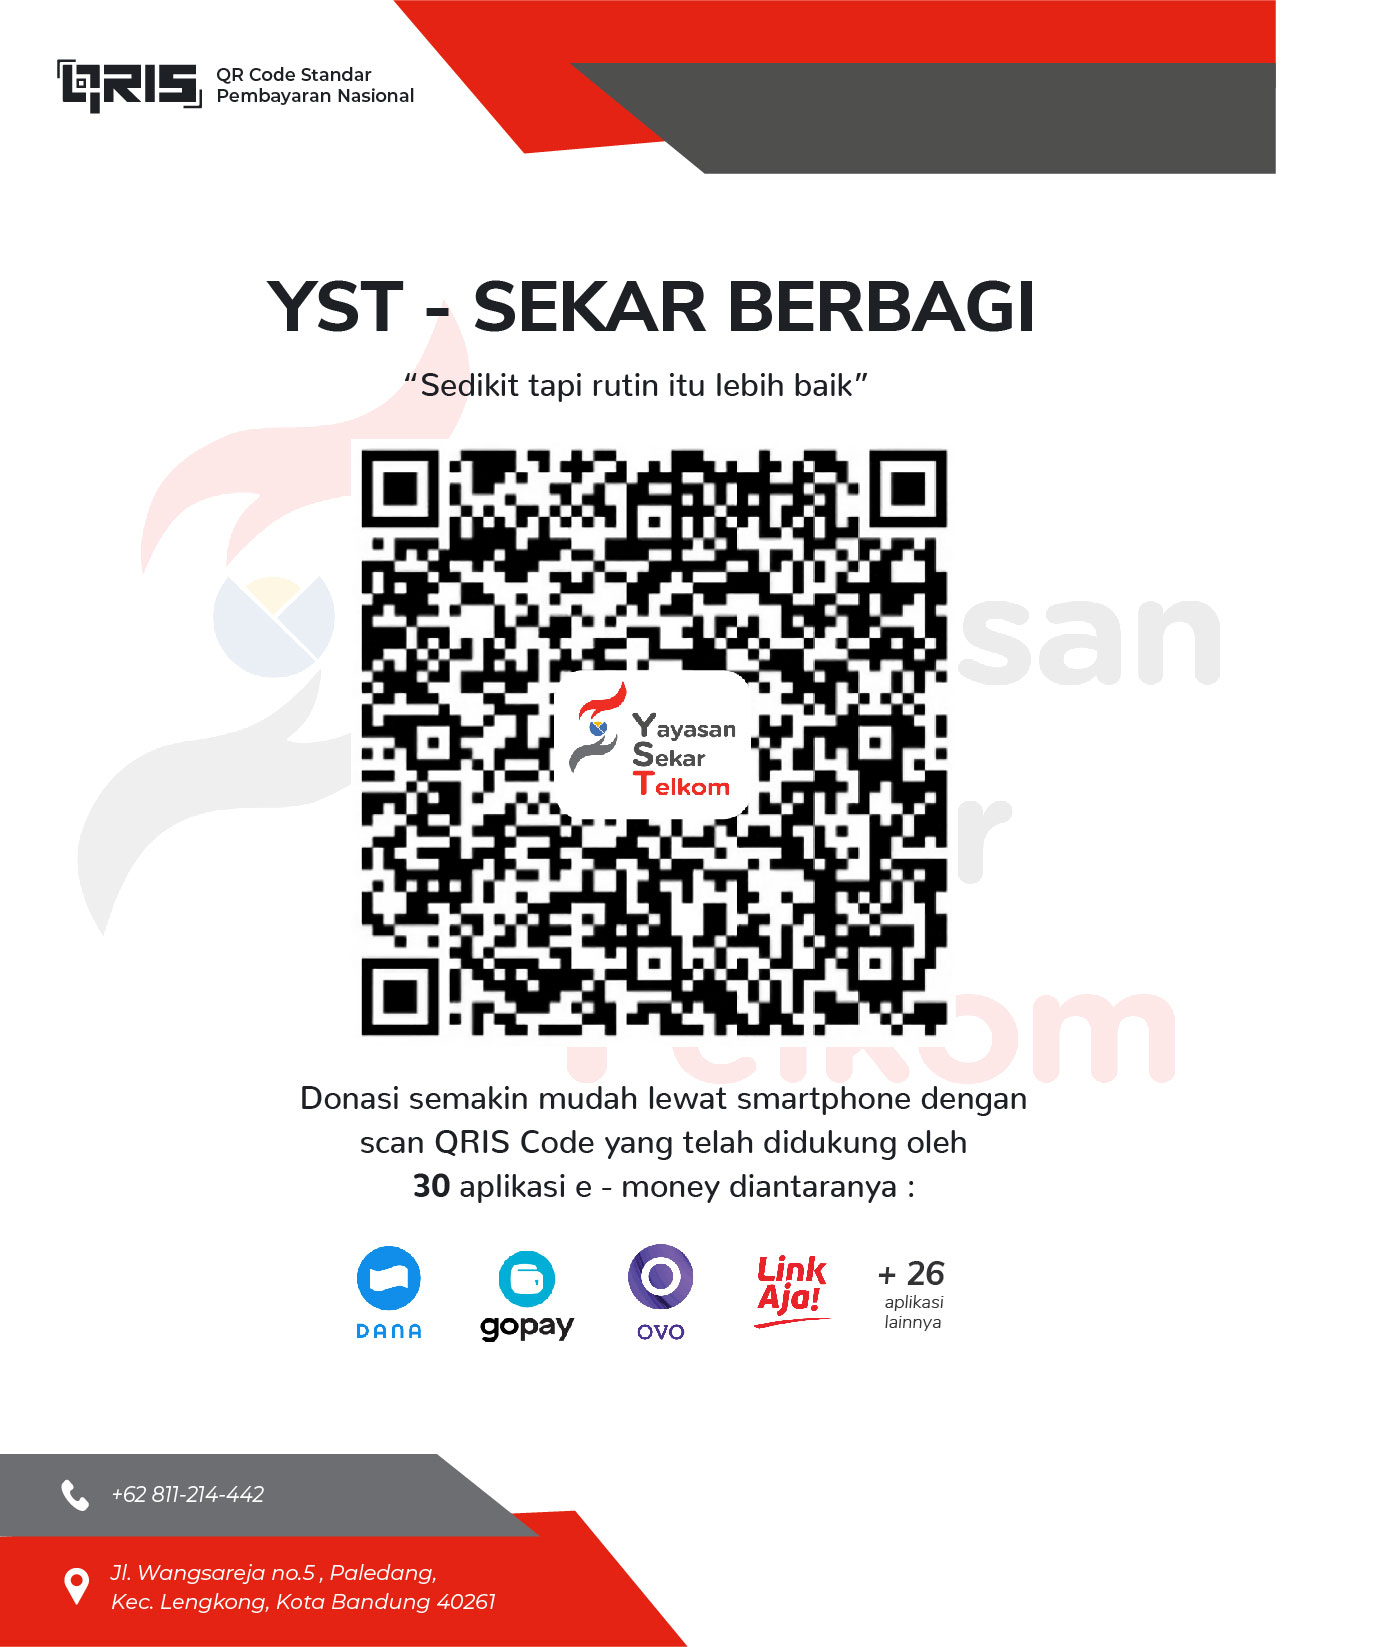 QRIS
QR Code Standar
Pembayaran Nasional
YST - SEKAR BERBAGI
“Sedikit tapi rutin itu lebih baik”
Yayasan
Sekar
Telkom
Donasi semakin mudah lewat smartphone dengan
scan QRIS Code yang telah didukung oleh
30 aplikasi e - money diantaranya :
DANA
gopay
OVO
Link
Aja!
+ 26
aplikasi
lainnya
+62 811-214-442
Jl. Wangsareja no.5 , Paledang,
Kec. Lengkong, Kota Bandung 40261